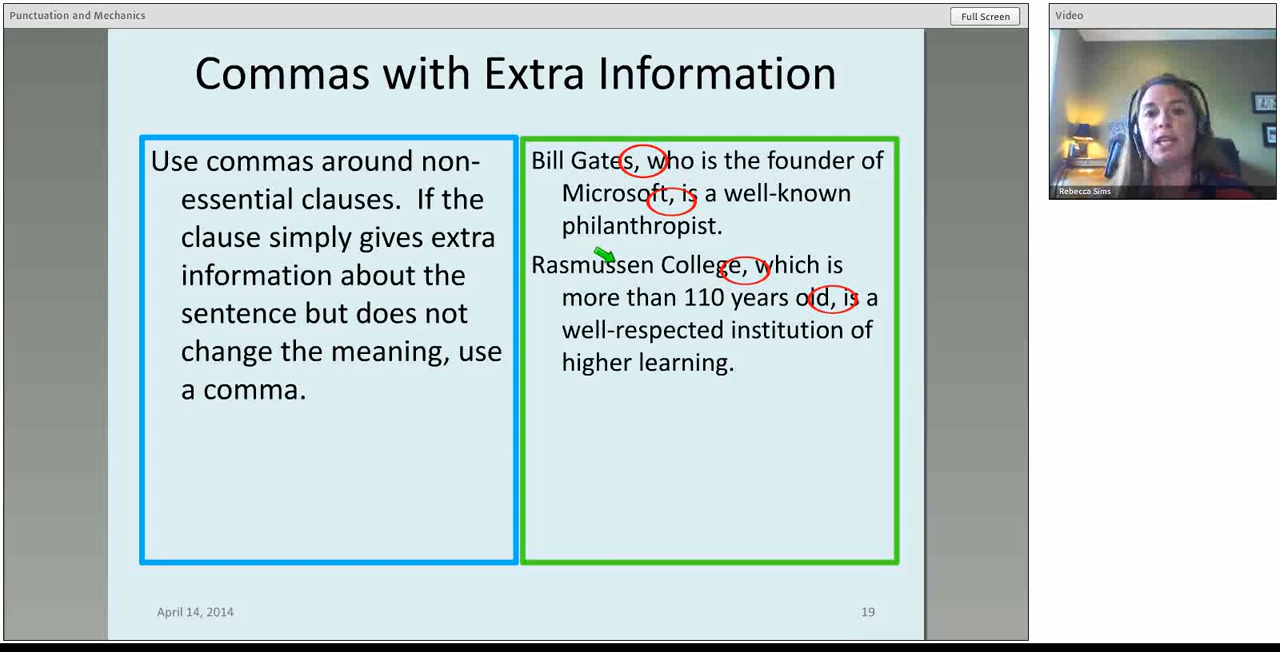 Punctuation and Mechanics
Full Screen
Video
Commas with Extra Information
Use commas around non-
essential clauses.  If the
clause simply gives extra
information about the
sentence but does not
change the meaning, use
a comma.
Bill Gates, who is the founder of
Microsoft, is a well-known
philanthropist.
Rasmussen College, which is
more than 110 years old, is a
well-respected institution of
higher learning.
Rebecca Sims
April 14, 2014
19